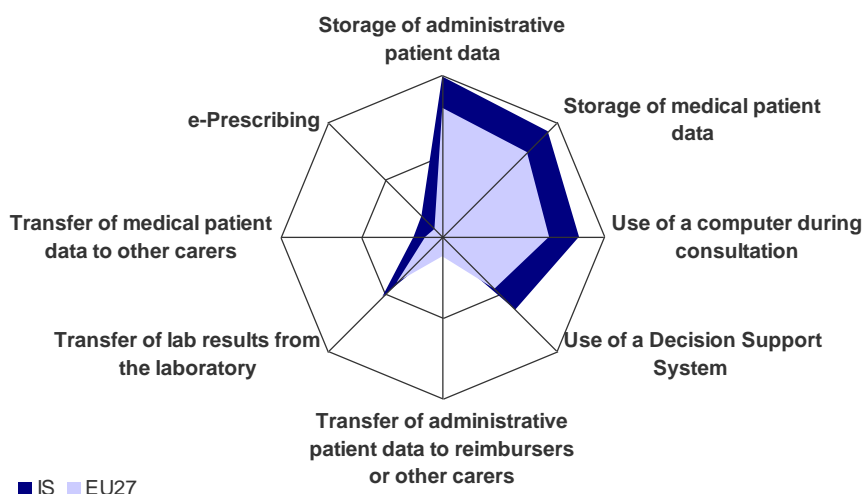 Storage of administrative
patient data
Storage of medical patient
data
e-Prescribing
Transfer of medical patient
data to other carers
Use of a computer during
consultation
Transfer of lab results from
the laboratory
Use of a Decision Support
System
Transfer of administrative
patient data to reimbursers
or other carers
IS EU27